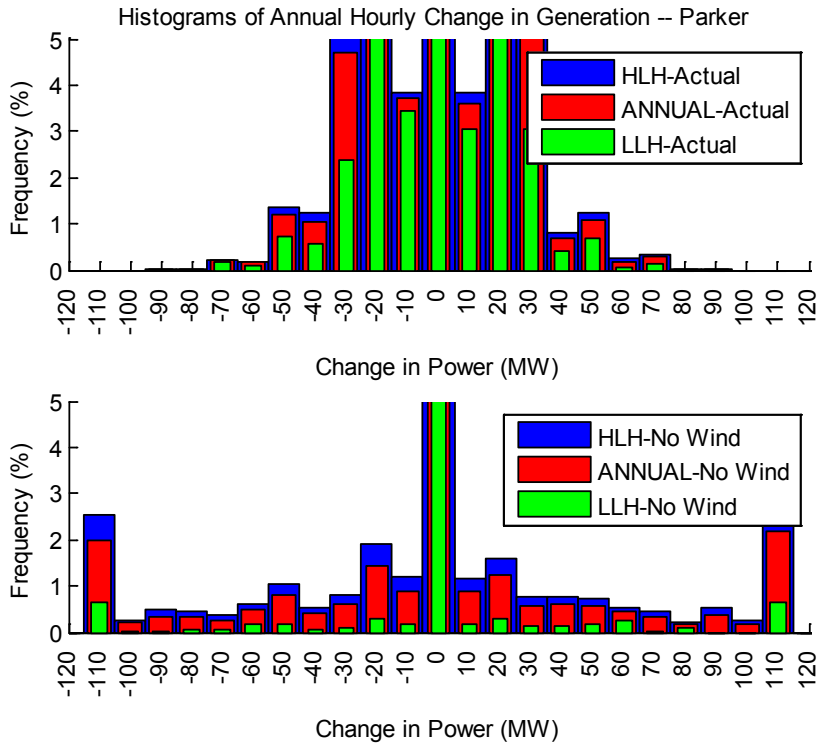 Histograms of Annual Hourly Change in Generation -- Parker
5
4
3
2
1
0
Frequency (%)
HLH-Actual
ANNUAL-Actual
LLH-Actual
-120 -110 -100 -90 -80 -70 -60 -50 -40 -30 -20 -10 0 10 20 30 40 50 60 70 80 90 100 110 120
Change in Power (MW)
5
4
3
2
1
0
Frequency (%)
HLH-No Wind
ANNUAL-No Wind
LLH-No Wind
-120 -110 -100 -90 -80 -70 -60 -50 -40 -30 -20 -10 0 10 20 30 40 50 60 70 80 90 100 110 120
Change in Power (MW)